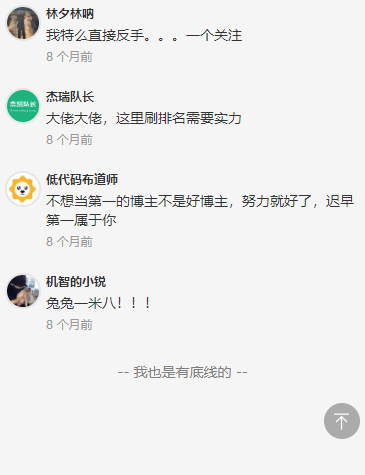 林夕林呐
我特么直接反手。。。一个关注
8 个月前
杰瑞队长
杰瑞队长
大佬大佬，这里刷排名需要实力
8 个月前
低代码布道师
不想当第一的博主不是好博主，努力就好了，迟早
第一属于你
8 个月前
机智的小锐
兔兔一米八！！！
8 个月前
-- 我也是有底线的 --